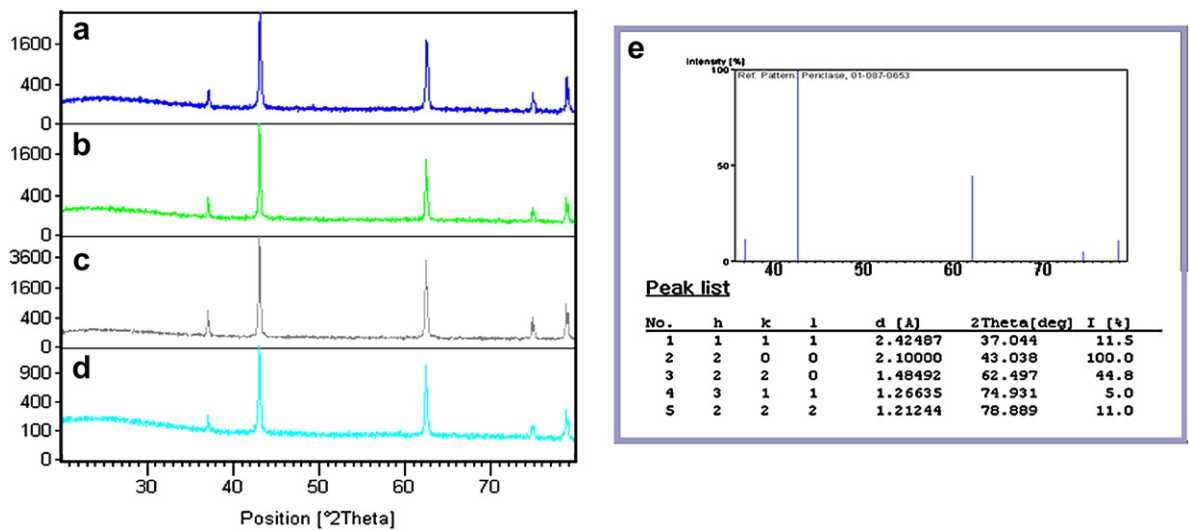 a
1600
400
0
b
1600
400
0
c
3600
1600
400
0
d
900
400
100
0
30 40 50 60 70
Position [°2Theta]
e
Intensity [%]
100
Ref. Pattern: Periclase, 01-087-0653
50
0
40 50 60 70
Peak list
No. h k l d [A] 2Theta[deg] I [%]
1 1 1 1 2.42487 37.044 11.5
2 2 0 0 2.10000 43.038 100.0
3 2 2 0 1.48492 62.497 44.8
4 3 1 1 1.26635 74.931 5.0
5 2 2 2 1.21244 78.889 11.0